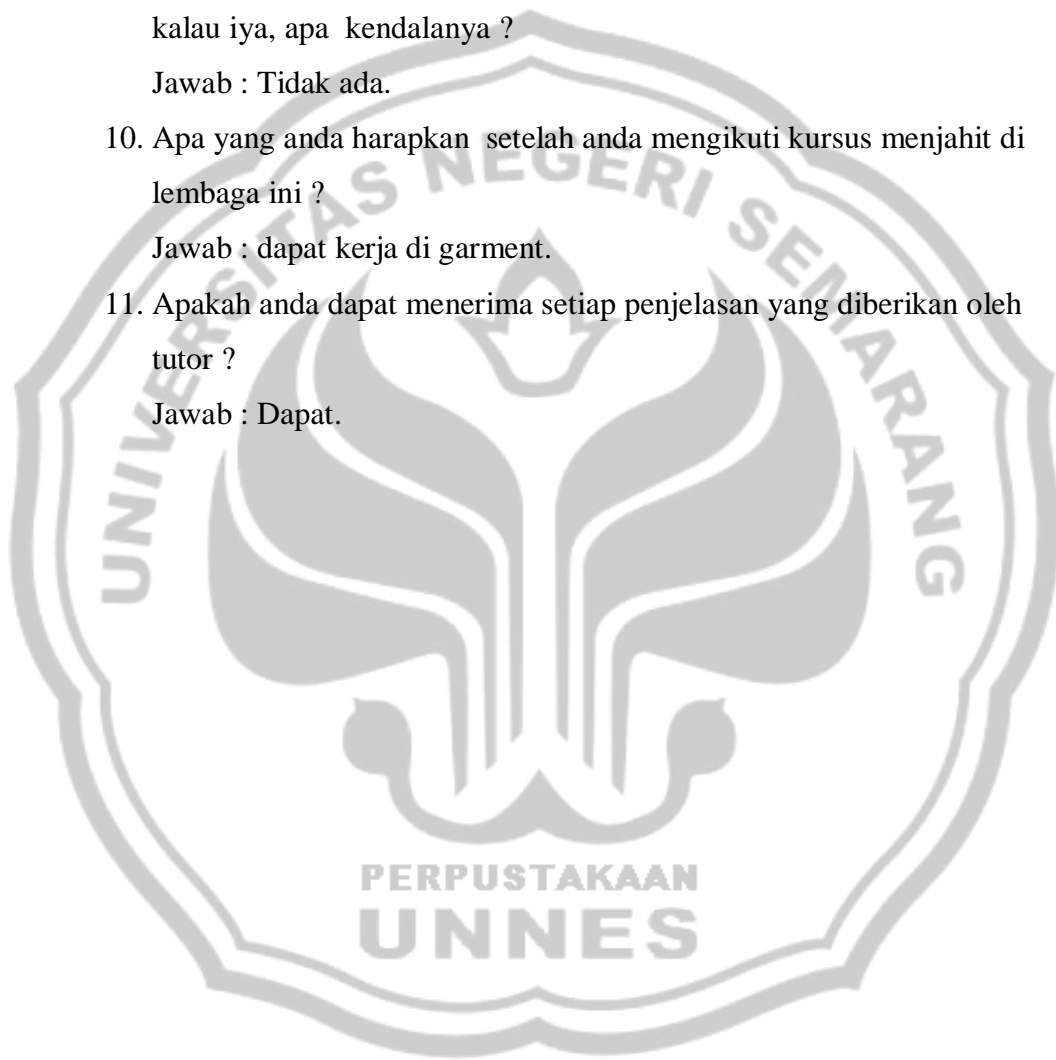 kalau iya, apa  kendalanya ?
Jawab : Tidak ada.
10. Apa yang anda harapkan  setelah anda mengikuti kursus menjahit di
lembaga ini ?
Jawab : dapat kerja di garment.
11. Apakah anda dapat menerima setiap penjelasan yang diberikan oleh
tutor ?
Jawab : Dapat.
UNIVERSITAS NEGERI SEMARANG
PERPUSTAKAAN
UNNES